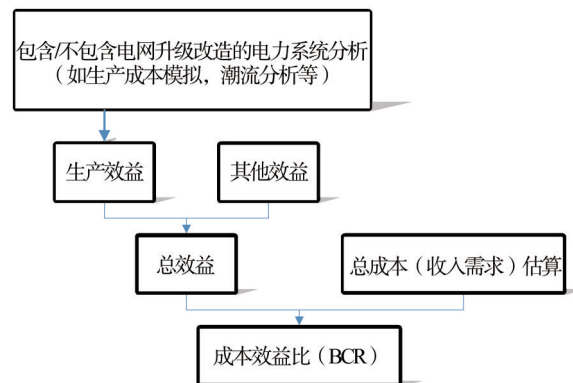 包含/不包含电网升级改造的电力系统分析
（如生产成本模拟，潮流分析等）
生产效益
其他效益
总效益
总成本（收入需求）估算
成本效益比（BCR）